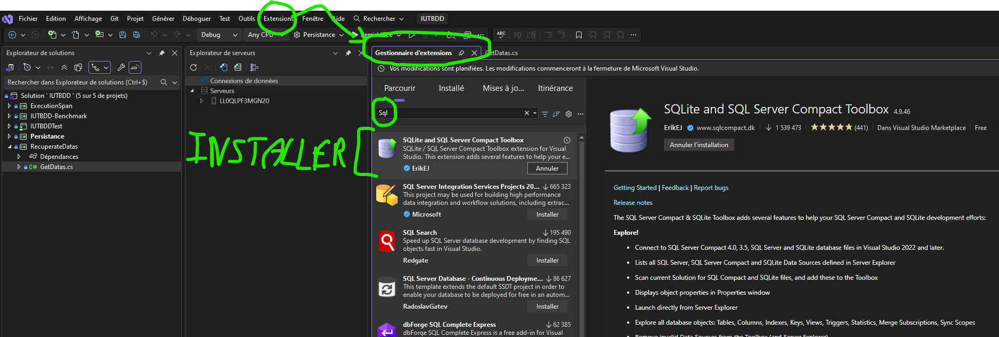 Fichier Edition Affichage Git Projet Générer Déboguer Test Outils Extensions Fenêtre Aide Rechercher IUTBDD
Debug Any CPU Persistance Persistance
Explorateur de solutions
Rechercher dans Explorateur de solutions (Ctrl+$)
Solution ' IUTBDD ' (5 sur 5 de projets)
ExecutionSpan
IUTBDD-Benchmark
IUTBDDTest
Persistance
RecuperateDatas
Dépendances
C# GetDatas.cs
Explorateur de serveurs
Connexions de données
Serveurs
LL0QLPF3MGN20
INSTALLER
Gestionnaire d'extensions GetDatas.cs
Vos modifications sont planifiées. Les modifications commenceront à la fermeture de Microsoft Visual Studio.
Parcourir Installé Mises à jo... Itinérance
Sql
SQLite and SQL Server Compact Toolbox
SQLite / SQL Server Compact Toolbox extension for Visual
Studio. This extension adds several features to help your e...
ErikEJ Annuler
SQL Server Integration Services Projects 20... 665 323
This project may be used for building high performance
data integration and workflow solutions, including extrac...
Microsoft Installer
SQL Search 195 490
Speed up SQL Server database development by finding SQL
objects fast in Visual Studio.
Redgate Installer
SQL Server Database - Continuous Deployme... 86 627
This template extends the default SSDT project in order to
enable your database to be deployed for free in an autom...
RadoslavGatev Installer
dbForge SQL Complete Express 62 385
dbForge SQL Complete Express is a free add-in for Visual
SQLite and SQL Server Compact Toolbox 4.9.46
ErikEJ www.sqlcompact.dk 1 539 473 (441) Dans Visual Studio Marketplace Free
Annuler l'installation
Getting Started | Feedback | Report bugs
Release notes
The SQL Server Compact & SQLite Toolbox adds several features to help your SQL Server Compact and SQLite development efforts:
Explore!
• Connect to SQL Server Compact 4.0, 3.5, SQL Server and SQLite database files in Visual Studio 2022 and later.
• Lists all SQL Server, SQL Server Compact and SQLite Data Sources defined in Server Explorer
• Scan current Solution for SQL Compact and SQLite files, and add these to the Toolbox
• Displays object properties in Properties window
• Launch directly from Server Explorer
• Explore all database objects: Tables, Columns, Indexes, Keys, Views, Triggers, Statistics, Merge Subscriptions, Sync Scopes
• Remove invalid Data Sources from the Toolbox (and Server Explorer)